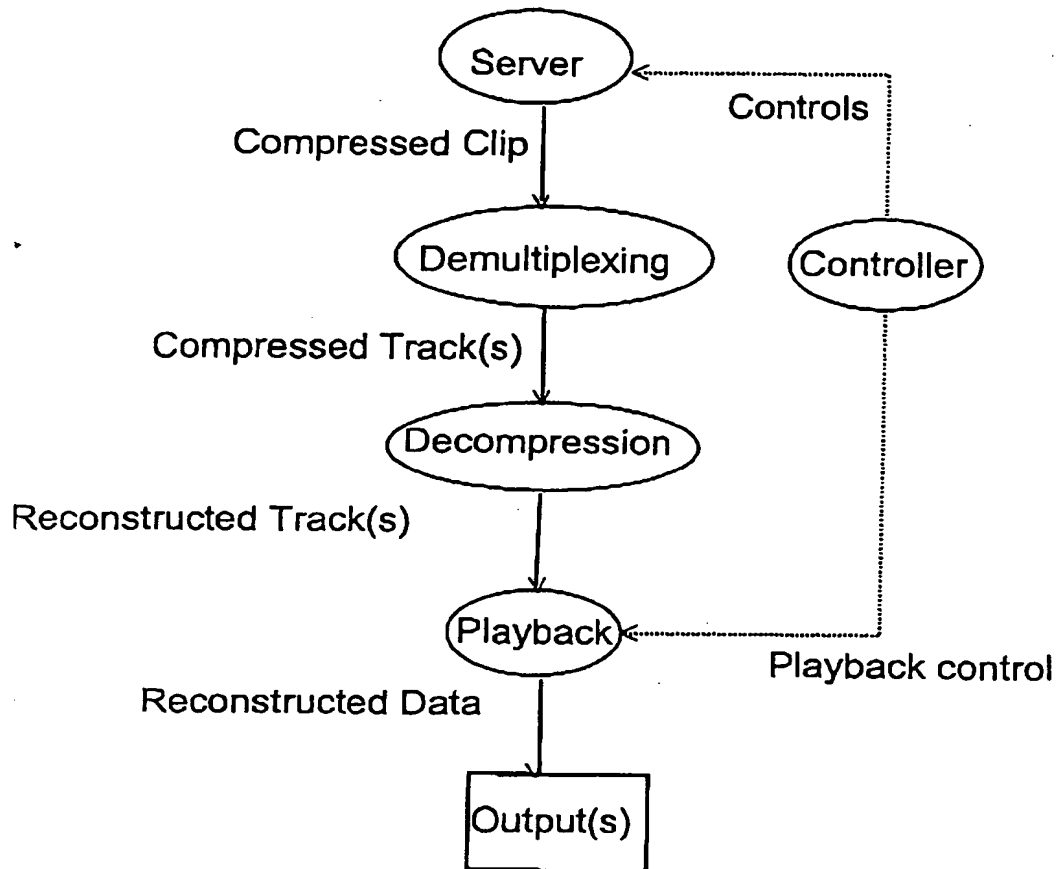 Server
Controls
Compressed Clip
Demultiplexing
Controller
Compressed Track(s)
Decompression
Reconstructed Track(s)
Playback
Playback control
Reconstructed Data
Output(s)